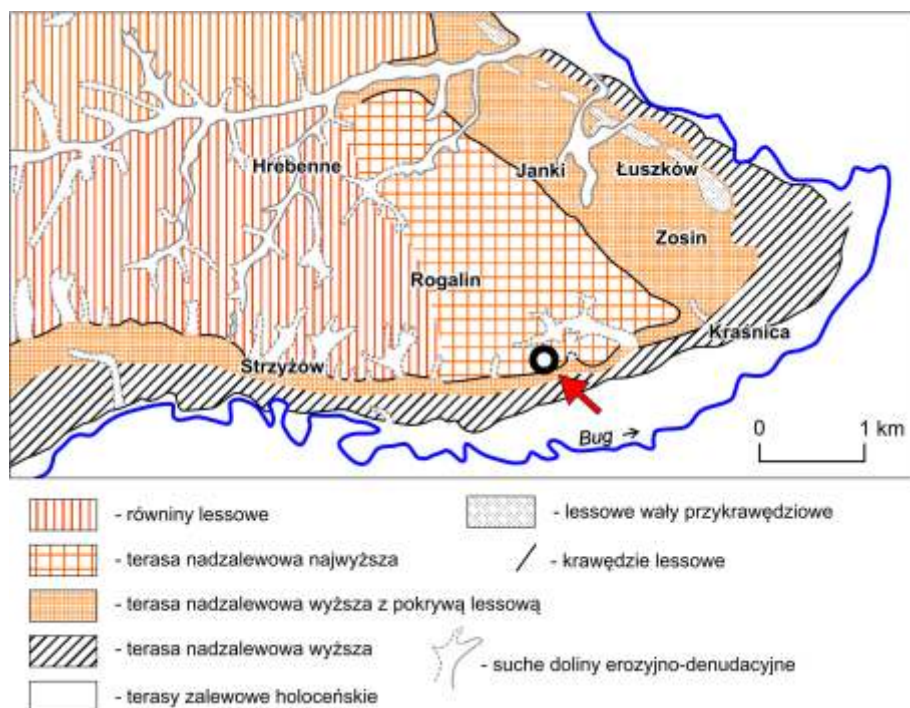 Hrebenne
Janki
Łuszków
Zosin
Rogalin
Kraśnica
Strzyżów
Bug →
0 1 km
- równiny lessowe
- lessowe wały przykrawędziowe
- terasa nadzalewowa najwyższa
- krawędzie lessowe
- terasa nadzalewowa wyższa z pokrywą lessową
- terasa nadzalewowa wyższa
- suche doliny erozyjno-denudacyjne
- terasy zalewowe holoceńskie